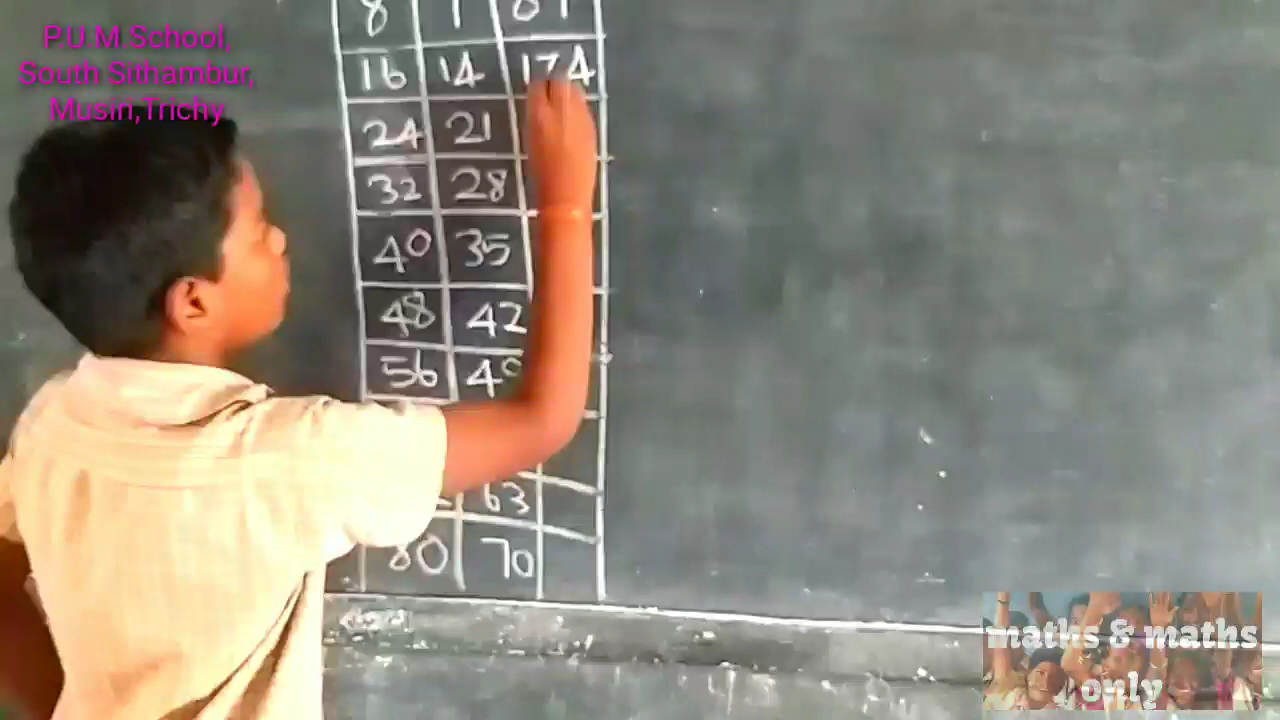 P.U.M.School,
South Sithambur,
Musiri,Trichy
8 7 87
16 14 174
24 21
32 28
40 35
48 42
56 49
63
80 70
maths & maths
only